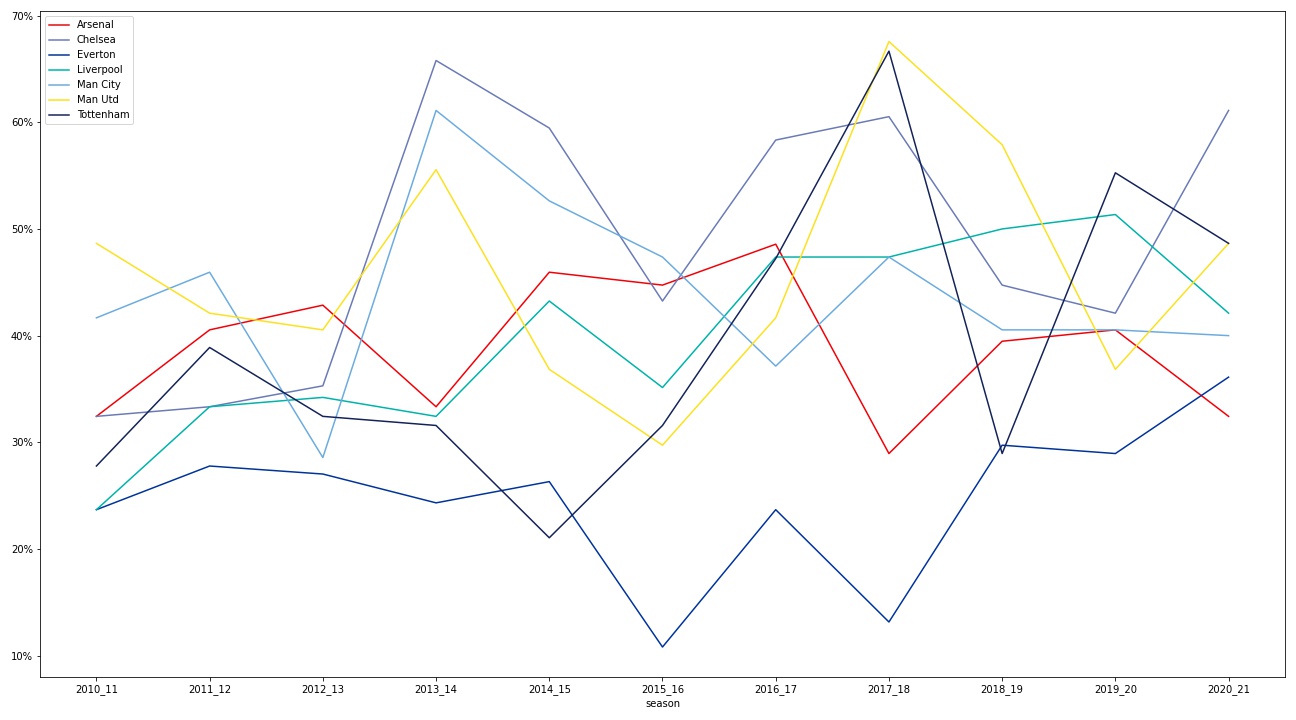 70%
60%
50%
40%
30%
20%
10%
Arsenal
Chelsea
Everton
Liverpool
Man City
Man Utd
Tottenham
2010_11 2011_12 2012_13 2013_14 2014_15 2015_16 2016_17 2017_18 2018_19 2019_20 2020_21
season